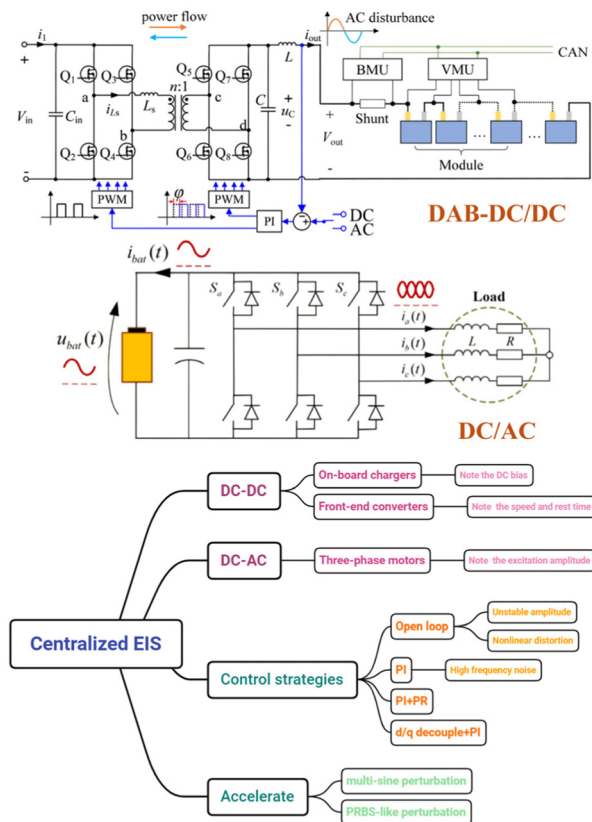 power flow
AC disturbance
i1
iout
L
CAN
Q1
Q3
Q5
Q7
BMU
VMU
n:1
a
c
Vin
Cin
iLs
Ls
C
uC
b
d
Shunt
Vout
Q2
Q4
Q6
Q8
Module
φ
PWM
PWM
PI
DC
AC
DAB-DC/DC
ibat(t)
Sa
Sb
Sc
Load
ubat(t)
ia(t)
L
R
ib(t)
ic(t)
DC/AC
DC-DC
On-board chargers
Note the DC bias
Front-end converters
Note the speed and rest time
DC-AC
Three-phase motors
Note the excitation amplitude
Centralized EIS
Control strategies
Open loop
Unstable amplitude
Nonlinear distortion
PI
High frequency noise
PI+PR
d/q decouple+PI
Accelerate
multi-sine perturbation
PRBS-like perturbation